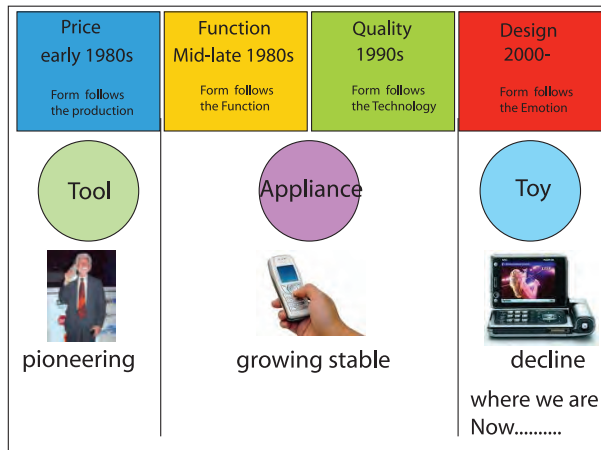 Price
early 1980s
Form follows
the production
Function
Mid-late 1980s
Form follows
the Function
Quality
1990s
Form follows
the Technology
Design
2000-
Form follows
the Emotion
Tool
Appliance
Toy
pioneering
growing stable
decline
where we are
Now..........